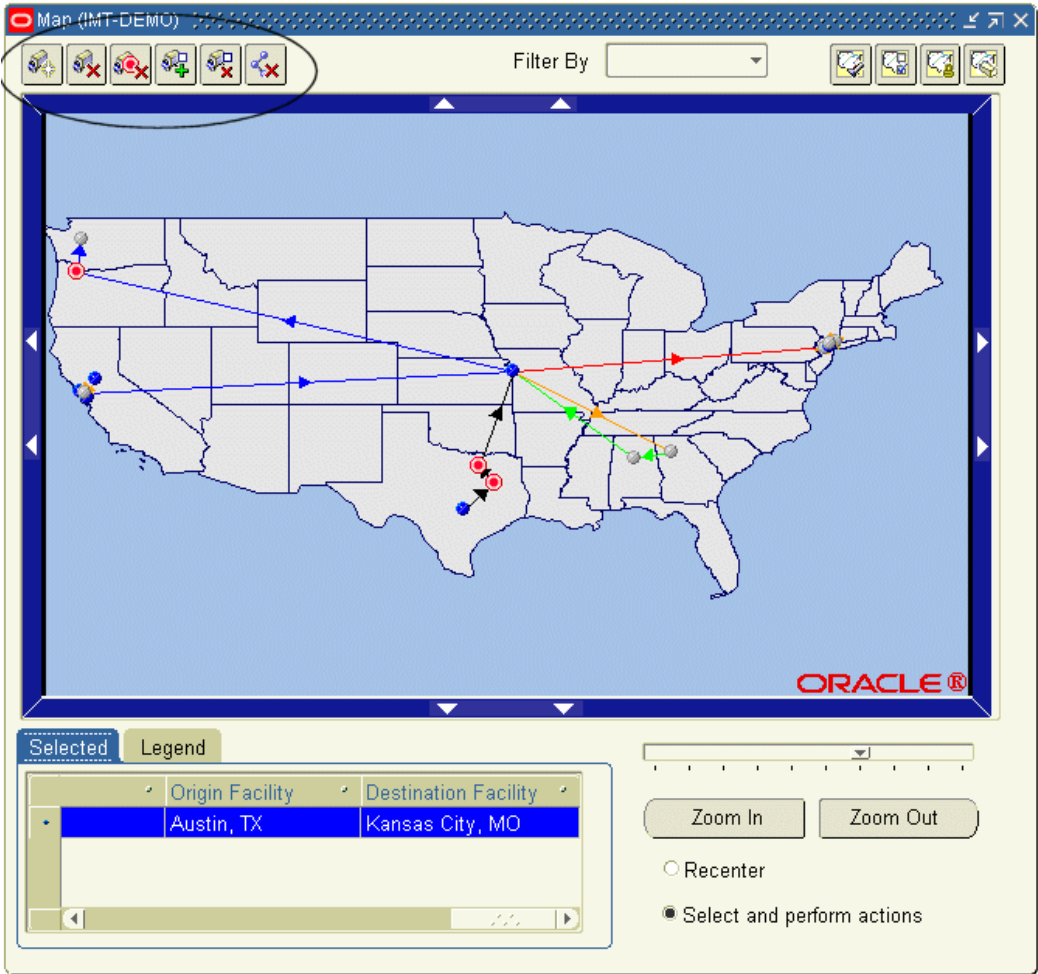 Map (IMT-DEMO)
Filter By
ORACLE®
Selected
Legend
Origin Facility
Destination Facility
Austin, TX
Kansas City, MO
Zoom In
Zoom Out
Recenter
Select and perform actions